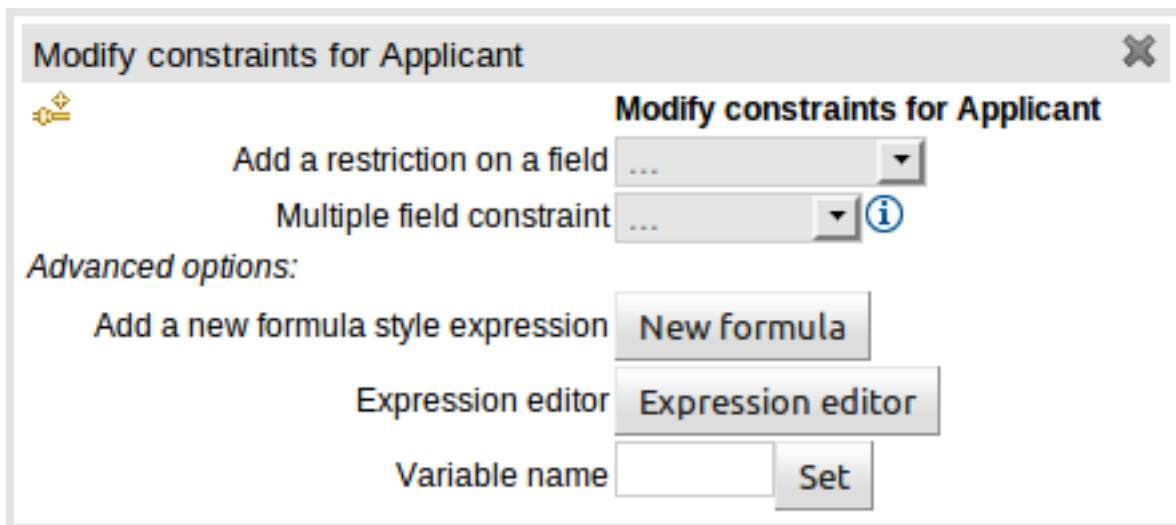 Modify constraints for Applicant
Modify constraints for Applicant
Add a restriction on a field ...
Multiple field constraint ...
Advanced options:
Add a new formula style expression New formula
Expression editor Expression editor
Variable name Set